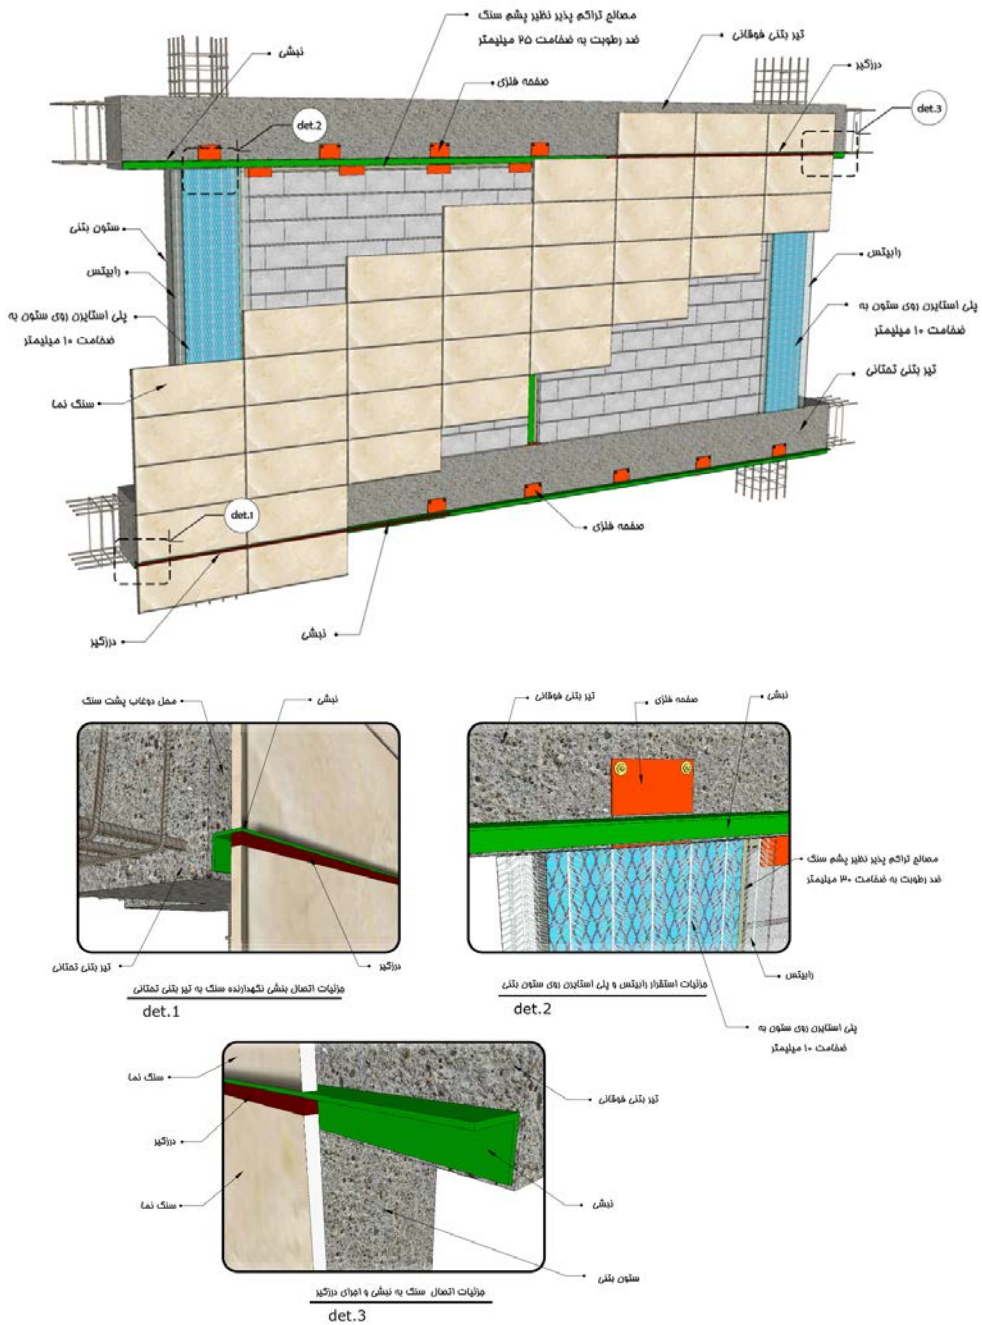 مصالح تراکم پذیر نظیر پشم سنگ
ضد رطوبت به ضخامت ۲۵ میلیمتر
تیر بتنی فوقانی
نبشی
صفحه فلزی
درزگیر
det.2
det.3
ستون بتنی
رابیتس
رابیتس
پلی استایرن روی ستون به
ضخامت ۱۰ میلیمتر
پلی استایرن روی ستون به
ضخامت ۱۰ میلیمتر
تیر بتنی تحتانی
سنگ نما
det.1
صفحه فلزی
نبشی
درزگیر
محل دوغاب پشت سنگ
نبشی
تیر بتنی تحتانی
درزگیر
جزئیات اتصال بنشی نگهدارنده سنگ به تیر بتنی تحتانی
det.1
تیر بتنی فوقانی
صفحه فلزی
نبشی
مصالح تراکم پذیر نظیر پشم سنگ
ضد رطوبت به ضخامت ۳۰ میلیمتر
رابیتس
جزئیات استقرار رابیتس و پلی استایرن روی ستون بتنی
det.2
پلی استایرن روی ستون به
ضخامت ۱۰ میلیمتر
سنگ نما
تیر بتنی فوقانی
درزگیر
سنگ نما
نبشی
ستون بتنی
جزئیات اتصال سنگ به نبشی و اجرای درزگیر
det.3